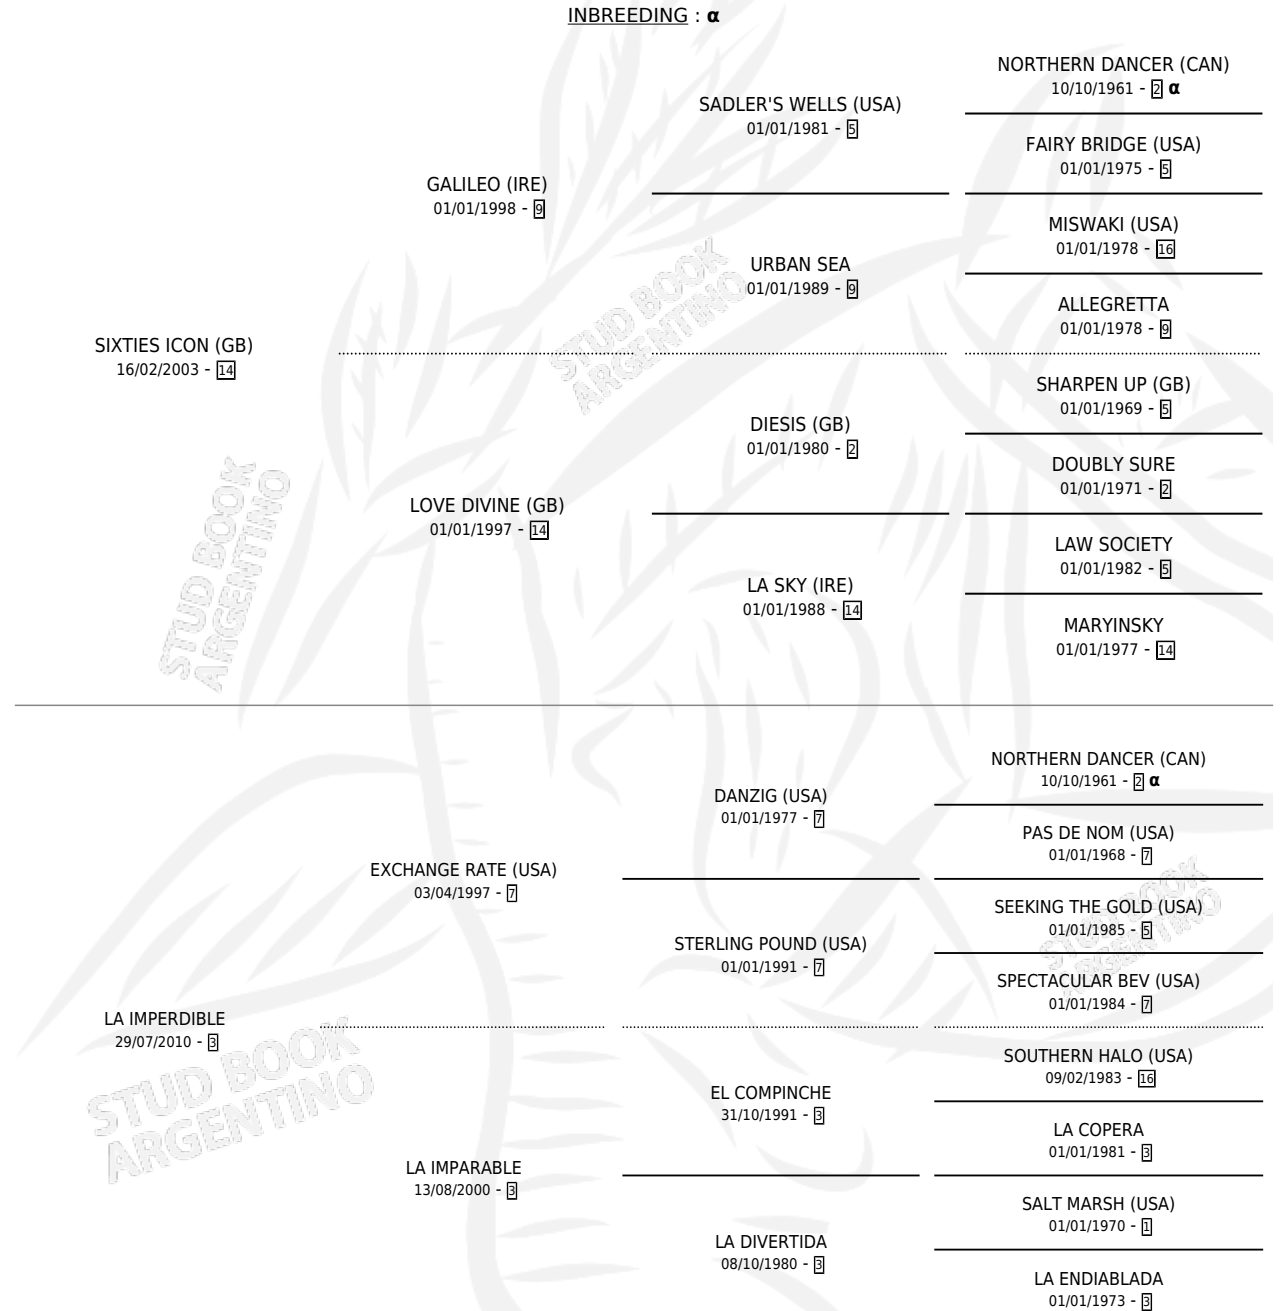 INBREEDING : α
NORTHERN DANCER (CAN)
10/10/1961 - 2 α
SADLER'S WELLS (USA)
01/01/1981 - 5
FAIRY BRIDGE (USA)
01/01/1975 - 5
GALILEO (IRE)
01/01/1998 - 9
MISWAKI (USA)
01/01/1978 - 16
URBAN SEA
01/01/1989 - 9
ALLEGRETTA
01/01/1978 - 9
SIXTIES ICON (GB)
16/02/2003 - 14
SHARPEN UP (GB)
01/01/1969 - 5
DIESIS (GB)
01/01/1980 - 2
DOUBLY SURE
01/01/1971 - 2
LOVE DIVINE (GB)
01/01/1997 - 14
LAW SOCIETY
01/01/1982 - 5
LA SKY (IRE)
01/01/1988 - 14
MARYINSKY
01/01/1977 - 14
NORTHERN DANCER (CAN)
10/10/1961 - 2 α
DANZIG (USA)
01/01/1977 - 7
PAS DE NOM (USA)
01/01/1968 - 7
EXCHANGE RATE (USA)
03/04/1997 - 7
SEEKING THE GOLD (USA)
01/01/1985 - 5
STERLING POUND (USA)
01/01/1991 - 7
SPECTACULAR BEV (USA)
01/01/1984 - 7
LA IMPERDIBLE
29/07/2010 - 3
SOUTHERN HALO (USA)
09/02/1983 - 16
EL COMPINCHE
31/10/1991 - 3
LA COPERA
01/01/1981 - 3
LA IMPARABLE
13/08/2000 - 3
SALT MARSH (USA)
01/01/1970 - 1
LA DIVERTIDA
08/10/1980 - 3
LA ENDIABLADA
01/01/1973 - 3
STUD BOOK
ARGENTINO
STUD BOOK
ARGENTINO
STUD BOOK
ARGENTINO
STUD BOOK
ARGENTINO